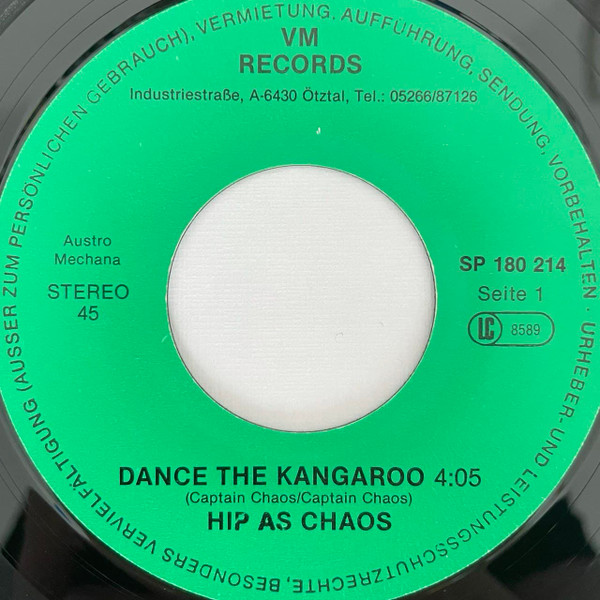 VM
RECORDS
Industriestraße, A-6430 Ötztal, Tel.: 05266/87126
Austro
Mechana
STEREO
45
SP 180 214
Seite 1
LC 8589
DANCE THE KANGAROO 4:05
(Captain Chaos/Captain Chaos)
HIP AS CHAOS
URHEBER- UND LEISTUNGSSCHUTZRECHTE, BESONDERS VERVIELFÄLTIGUNG (AUSSER ZUM PERSÖNLICHEN GEBRAUCH), VERMIETUNG, AUFFÜHRUNG, SENDUNG, VORBEHALTEN ·